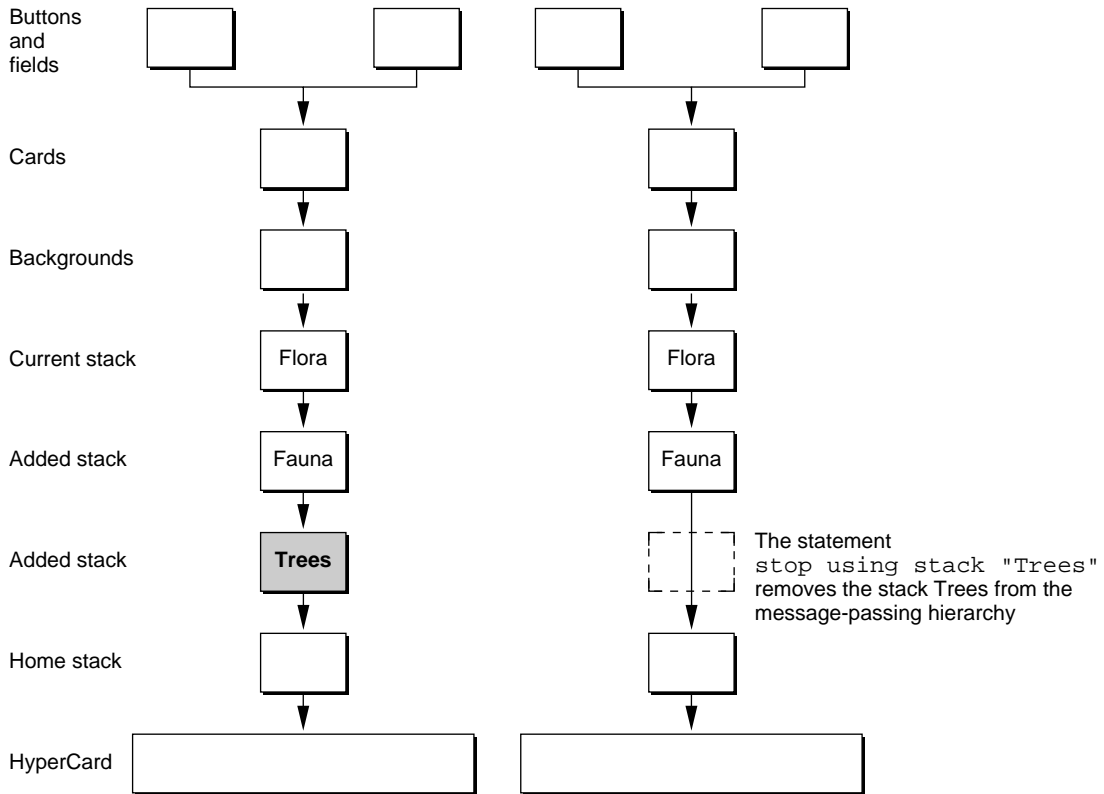 Buttons
and
fields
Cards
Backgrounds
Current stack
Flora
Flora
Added stack
Fauna
Fauna
Added stack
Trees
The statement
stop using stack "Trees"
removes the stack Trees from the
message-passing hierarchy
Home stack
HyperCard